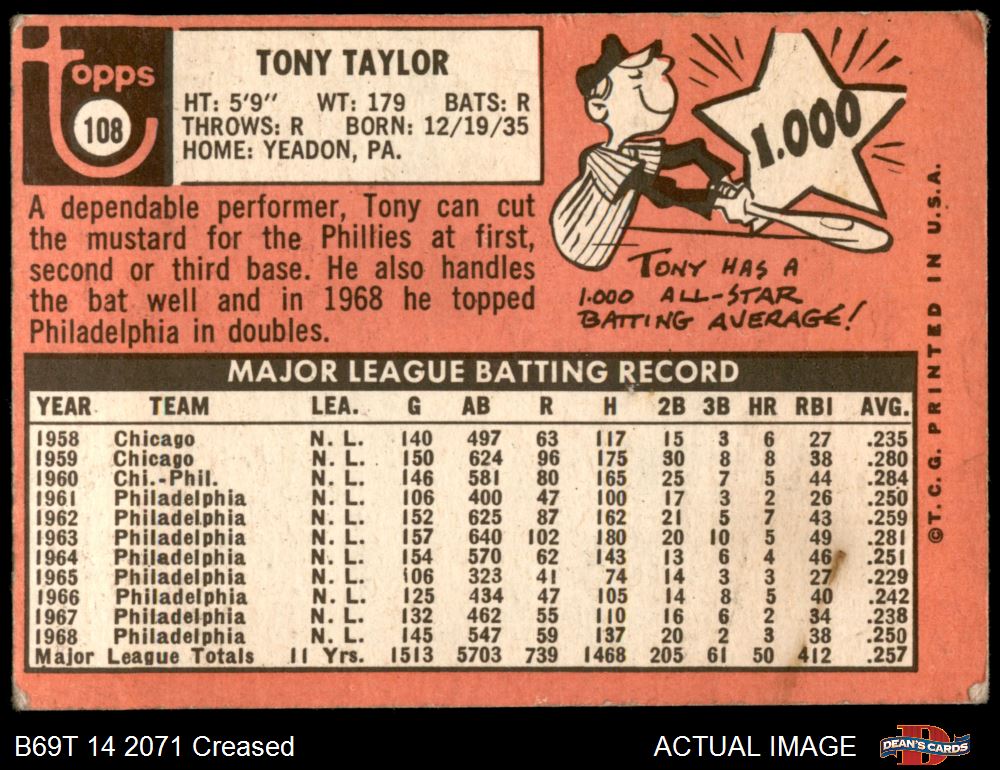 Topps
108
TONY TAYLOR
HT: 5'9" WT: 179 BATS: R
THROWS: R BORN: 12/19/35
HOME: YEADON, PA.
A dependable performer, Tony can cut
the mustard for the Phillies at first,
second or third base. He also handles
the bat well and in 1968 he topped
Philadelphia in doubles.
1.000
TONY HAS A
1.000 ALL-STAR
BATTING AVERAGE!
©T. C. G. PRINTED IN U.S.A.
MAJOR LEAGUE BATTING RECORD
YEAR TEAM LEA. G AB R H 2B 3B HR RBI AVG.
1958 Chicago N. L. 140 497 63 117 15 3 6 27 .235
1959 Chicago N. L. 150 624 96 175 30 8 8 38 .280
1960 Chi.-Phil. N. L. 146 581 80 165 25 7 5 44 .284
1961 Philadelphia N. L. 106 400 47 100 17 3 2 26 .250
1962 Philadelphia N. L. 152 625 87 162 21 5 7 43 .259
1963 Philadelphia N. L. 157 640 102 180 20 10 5 49 .281
1964 Philadelphia N. L. 154 570 62 143 13 6 4 46 .251
1965 Philadelphia N. L. 106 323 41 74 14 3 3 27 .229
1966 Philadelphia N. L. 125 434 47 105 14 8 5 40 .242
1967 Philadelphia N. L. 132 462 55 110 16 6 2 34 .238
1968 Philadelphia N. L. 145 547 59 137 20 2 3 38 .250
Major League Totals 11 Yrs. 1513 5703 739 1468 205 61 50 412 .257
B69T 14 2071 Creased
ACTUAL IMAGE
D
DEAN'S CARDS